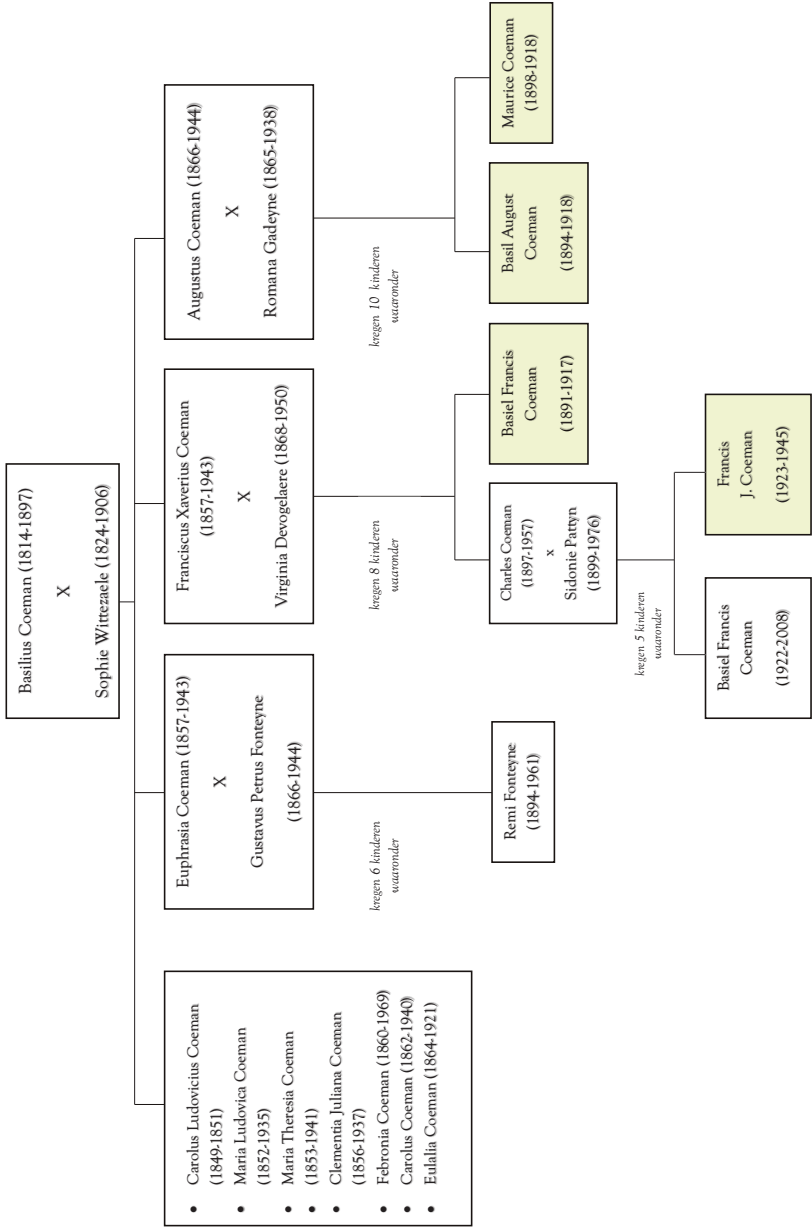 Basilius Coeman (1814-1897)
X
Sophie Wittezaele (1824-1906)
• Carolus Ludovicius Coeman
(1849-1851)
• Maria Ludovica Coeman
(1852-1935)
• Maria Theresia Coeman
• (1853-1941)
• Clementia Juliana Coeman
(1856-1937)
• Febronia Coeman (1860-1969)
• Carolus Coeman (1862-1940)
• Eulalia Coeman (1864-1921)
Euphrasia Coeman (1857-1943)
X
Gustavus Petrus Fonteyne
(1866-1944)
Franciscus Xaverius Coeman
(1857-1943)
X
Virginia Devogelaere (1868-1950)
Augustus Coeman (1866-1944)
X
Romana Gadeyne (1865-1938)
kregen 6 kinderen
waaronder
kregen 8 kinderen
waaronder
kregen 10 kinderen
waaronder
Remi Fonteyne
(1894-1961)
Charles Coeman
(1897-1957)
x
Sidonie Pattyn
(1899-1976)
Basiel Francis
Coeman
(1891-1917)
Basil August
Coeman
(1894-1918)
Maurice Coeman
(1898-1918)
kregen 5 kinderen
waaronder
Basiel Francis
Coeman
(1922-2008)
Francis
J. Coeman
(1923-1945)